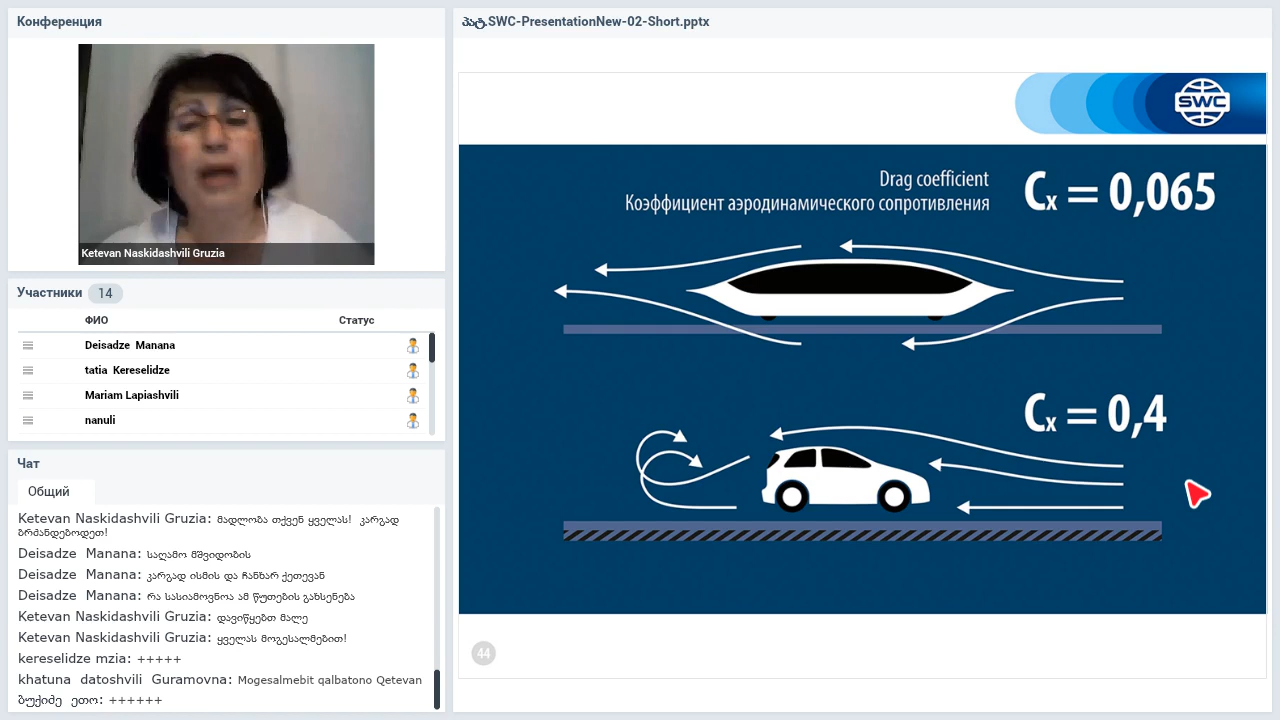 Конференция
Ketevan Naskidashvili Gruzia
Участники 14
ФИО Статус
Deisadze Manana
tatia Kereselidze
Mariam Lapiashvili
nanuli
Чат
Общий
Ketevan Naskidashvili Gruzia: მადლობა თქვენ ყველას! კარგად
ბრძანდებოდეთ!
Deisadze Manana: საღამო მშვიდობის
Deisadze Manana: კარგად ისმის და ჩანხარ ქეთევან
Deisadze Manana: რა სასიამოვნოა ამ წუთების გახსენება
Ketevan Naskidashvili Gruzia: დავიწყებთ მალე
Ketevan Naskidashvili Gruzia: ყველას მოგესალმებით!
kereselidze mzia: +++++
khatuna datoshvili Guramovna: Mogesalmebit qalbatono Qetevan
ბუქიძე ეთო: ++++++
პატ.SWC-PresentationNew-02-Short.pptx
SWC
Drag coefficient
Коэффициент аэродинамического сопротивления
Cx = 0,065
Cx = 0,4
44